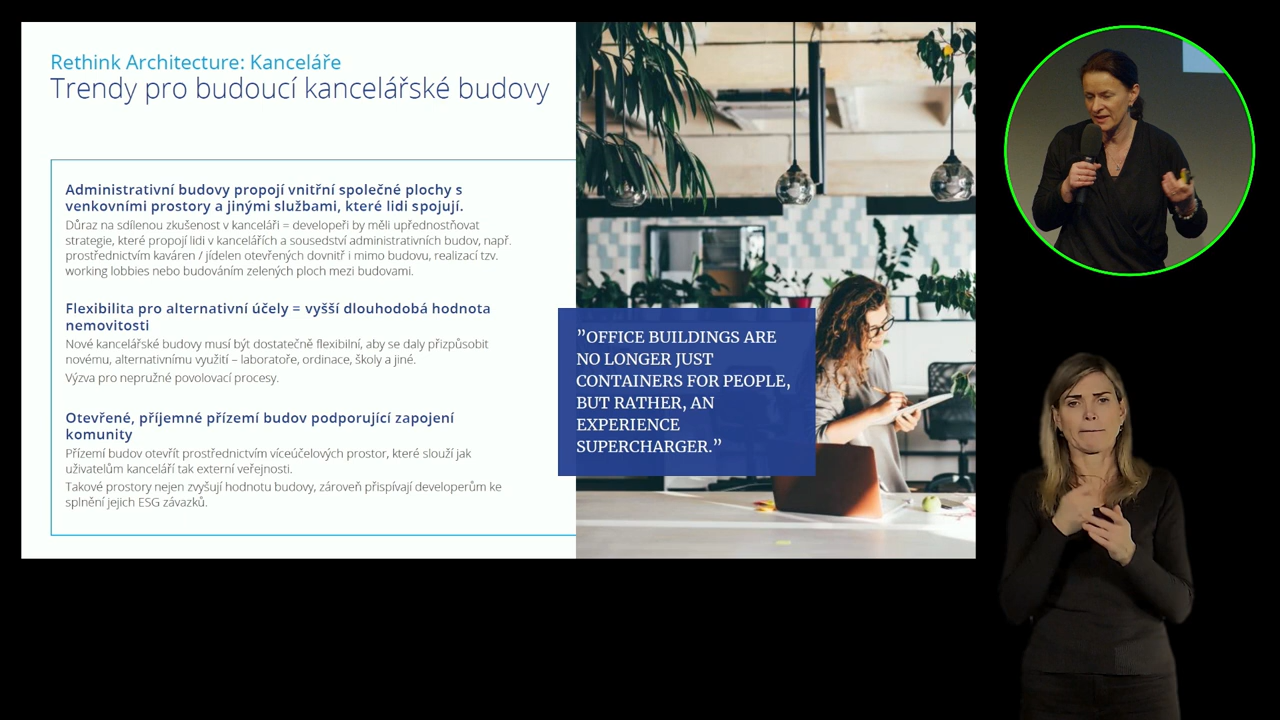 Rethink Architecture: Kanceláře
Trendy pro budoucí kancelářské budovy
Administrativní budovy propojí vnitřní společné plochy s
venkovními prostory a jinými službami, které lidi spojují.
Důraz na sdílenou zkušenost v kanceláři = developeři by měli upřednostňovat
strategie, které propojí lidi v kancelářích a sousedství administrativních budov, např.
prostřednictvím kaváren / jídelen otevřených dovnitř i mimo budovu, realizací tzv.
working lobbies nebo budováním zelených ploch mezi budovami.
Flexibilita pro alternativní účely = vyšší dlouhodobá hodnota
nemovitosti
Nové kancelářské budovy musí být dostatečně flexibilní, aby se daly přizpůsobit
novému, alternativnímu využití – laboratoře, ordinace, školy a jiné.
Výzva pro nepružné povolovací procesy.
Otevřené, příjemné přízemí budov podporující zapojení
komunity
Přízemí budov otevřít prostřednictvím víceúčelových prostor, které slouží jak
uživatelům kanceláří tak externí veřejnosti.
Takové prostory nejen zvyšují hodnotu budovy, zároveň přispívají developerům ke
splnění jejich ESG závazků.
”OFFICE BUILDINGS ARE
NO LONGER JUST
CONTAINERS FOR PEOPLE,
BUT RATHER, AN
EXPERIENCE
SUPERCHARGER.”